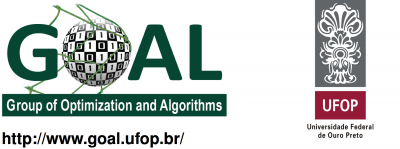 GOAL
Group of Optimization and Algorithms
http://www.goal.ufop.br/
UFOP
Universidade Federal
de Ouro Preto